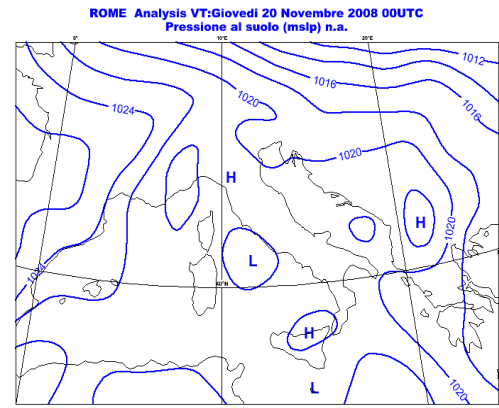 ROME Analysis VT:Giovedi 20 Novembre 2008 00UTC
Pressione al suolo (mslp) n.a.
0° 10°E 20°E
1012
1016
1016
1020
1024
1020
1020
H
H
1020
L
1024
40°N
H
L
1020